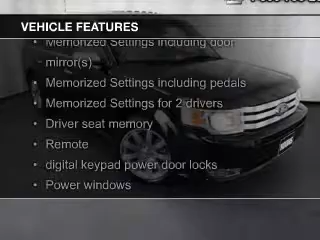 VEHICLE FEATURES
• Memorized Settings including door
mirror(s)
Memorized Settings including pedals
• Memorized Settings for 2 drivers
• Driver seat memory
• Remote
• digital keypad power door locks
• Power windows